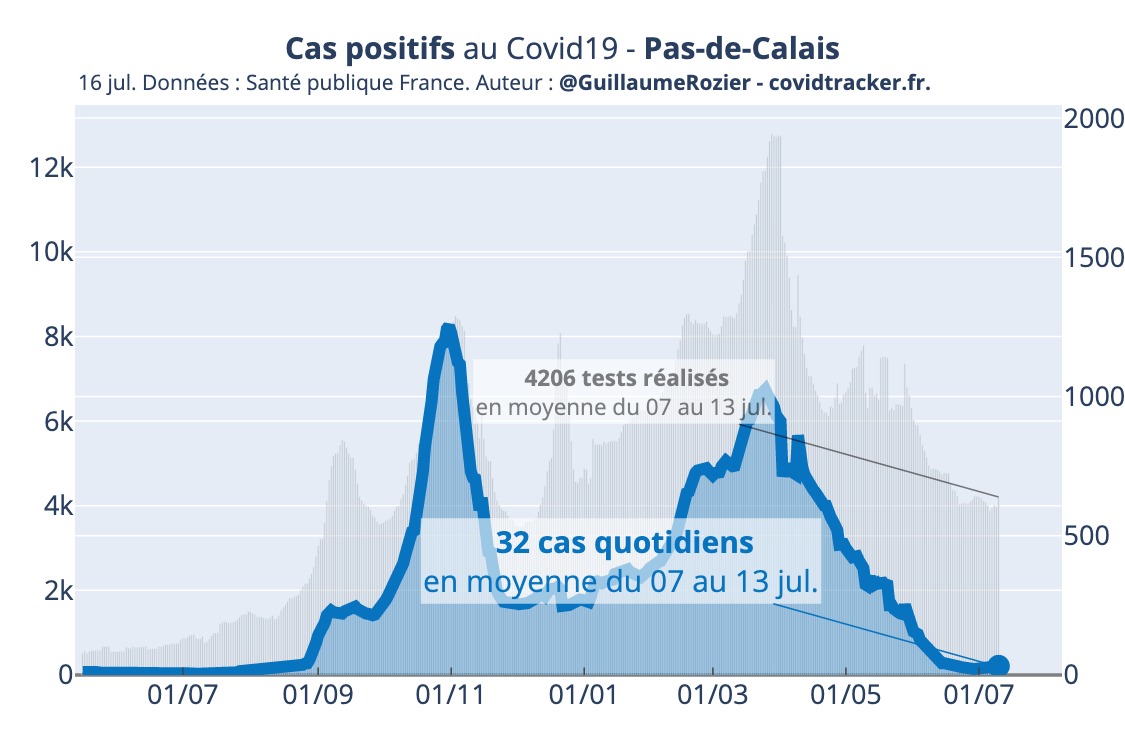 Cas positifs au Covid19 - Pas-de-Calais
16 jul. Données : Santé publique France. Auteur : @GuillaumeRozier - covidtracker.fr.
2000
12k
10k
1500
8k
4206 tests réalisés
en moyenne du 07 au 13 jul.
1000
6k
4k
32 cas quotidiens
500
en moyenne du 07 au 13 jul.
2k
0
0
01/07
01/09
01/11
01/01
01/03
01/05
01/07